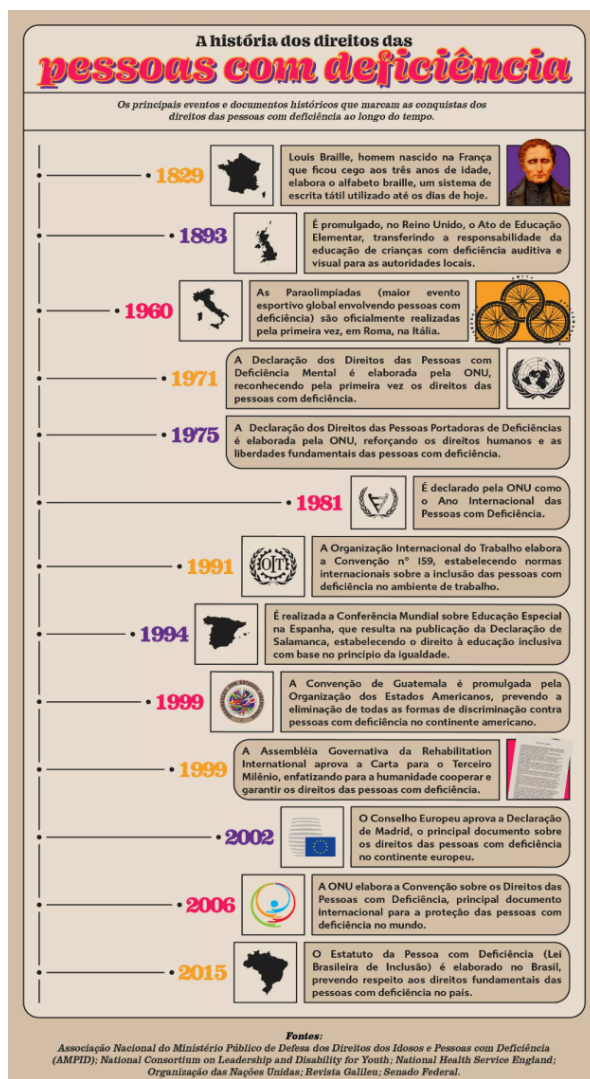 A história dos direitos das
pessoas com deficiência
Os principais eventos e documentos históricos que marcam as conquistas dos
direitos das pessoas com deficiência ao longo do tempo.
1829
Louis Braille, homem nascido na França
que ficou cego aos três anos de idade,
elabora o alfabeto braille, um sistema de
escrita tátil utilizado até os dias de hoje.
1893
É promulgado, no Reino Unido, o Ato de Educação
Elementar, transferindo a responsabilidade da
educação de crianças com deficiência auditiva e
visual para as autoridades locais.
1960
As Paraolimpíadas (maior evento
esportivo global envolvendo pessoas com
deficiência) são oficialmente realizadas
pela primeira vez, em Roma, na Itália.
1971
A Declaração dos Direitos das Pessoas com
Deficiência Mental é elaborada pela ONU,
reconhecendo pela primeira vez os direitos das
pessoas com deficiência.
1975
A Declaração dos Direitos das Pessoas Portadoras de Deficiências
é elaborada pela ONU, reforçando os direitos humanos e as
liberdades fundamentais das pessoas com deficiência.
1981
É declarado pela ONU como
o Ano Internacional das
Pessoas com Deficiência.
1991
OIT
A Organização Internacional do Trabalho elabora
a Convenção nº 159, estabelecendo normas
internacionais sobre a inclusão das pessoas com
deficiência no ambiente de trabalho.
1994
É realizada a Conferência Mundial sobre Educação Especial
na Espanha, que resulta na publicação da Declaração de
Salamanca, estabelecendo o direito à educação inclusiva
com base no princípio da igualdade.
1999
A Convenção de Guatemala é promulgada pela
Organização dos Estados Americanos, prevendo a
eliminação de todas as formas de discriminação contra
pessoas com deficiência no continente americano.
1999
A Assembléia Governativa da Rehabilitation
International aprova a Carta para o Terceiro
Milênio, enfatizando para a humanidade cooperar e
garantir os direitos das pessoas com deficiência.
2002
O Conselho Europeu aprova a Declaração
de Madrid, o principal documento sobre
os direitos das pessoas com deficiência
no continente europeu.
2006
A ONU elabora a Convenção sobre os Direitos das
Pessoas com Deficiência, principal documento
internacional para a proteção das pessoas com
deficiência no mundo.
2015
O Estatuto da Pessoa com Deficiência (Lei
Brasileira de Inclusão) é elaborado no Brasil,
prevendo respeito aos direitos fundamentais das
pessoas com deficiência no país.
Fontes:
Associação Nacional do Ministério Público de Defesa dos Direitos dos Idosos e Pessoas com Deficiência
(AMPID); National Consortium on Leadership and Disability for Youth; National Health Service England;
Organização das Nações Unidas; Revista Galileu; Senado Federal.